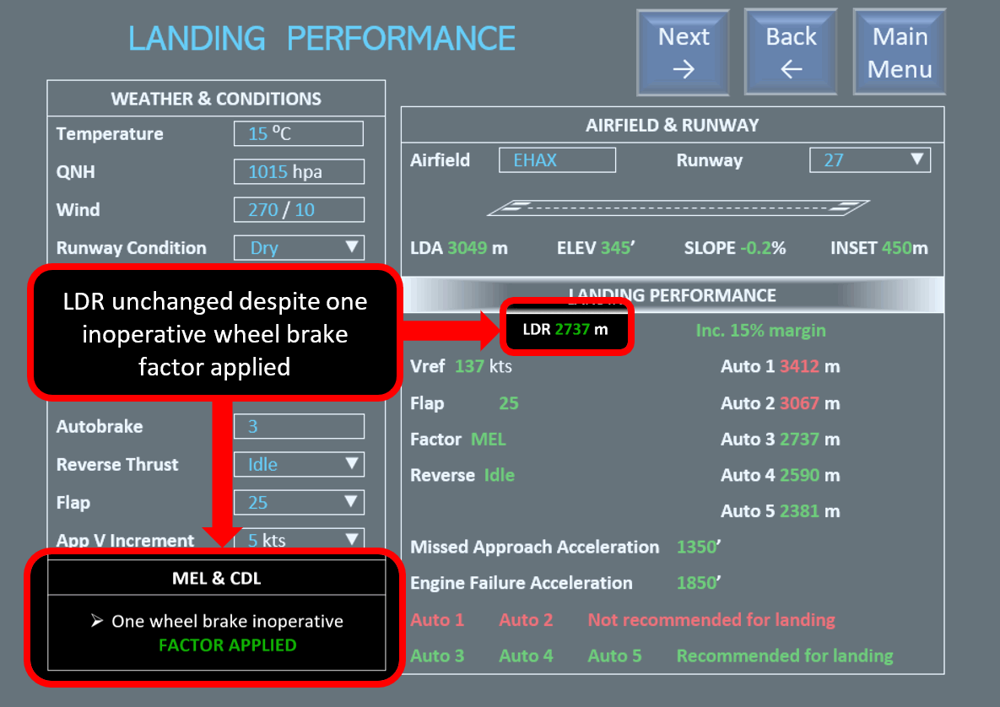 LANDING PERFORMANCE
Next
→
Back
←
Main
Menu
WEATHER & CONDITIONS
Temperature 15 ⁰C
QNH 1015 hpa
Wind 270 / 10
Runway Condition Dry
LDR unchanged despite one
inoperative wheel brake
factor applied
Autobrake 3
Reverse Thrust Idle
Flap 25
App V Increment 5 kts
MEL & CDL
➢ One wheel brake inoperative
FACTOR APPLIED
AIRFIELD & RUNWAY
Airfield EHAX Runway 27
LDA 3049 m ELEV 345’ SLOPE -0.2% INSET 450m
LANDING PERFORMANCE
LDR 2737 m Inc. 15% margin
Vref 137 kts Auto 1 3412 m
Flap 25 Auto 2 3067 m
Factor MEL Auto 3 2737 m
Reverse Idle Auto 4 2590 m
Auto 5 2381 m
Missed Approach Acceleration 1350’
Engine Failure Acceleration 1850’
Auto 1 Auto 2 Not recommended for landing
Auto 3 Auto 4 Auto 5 Recommended for landing